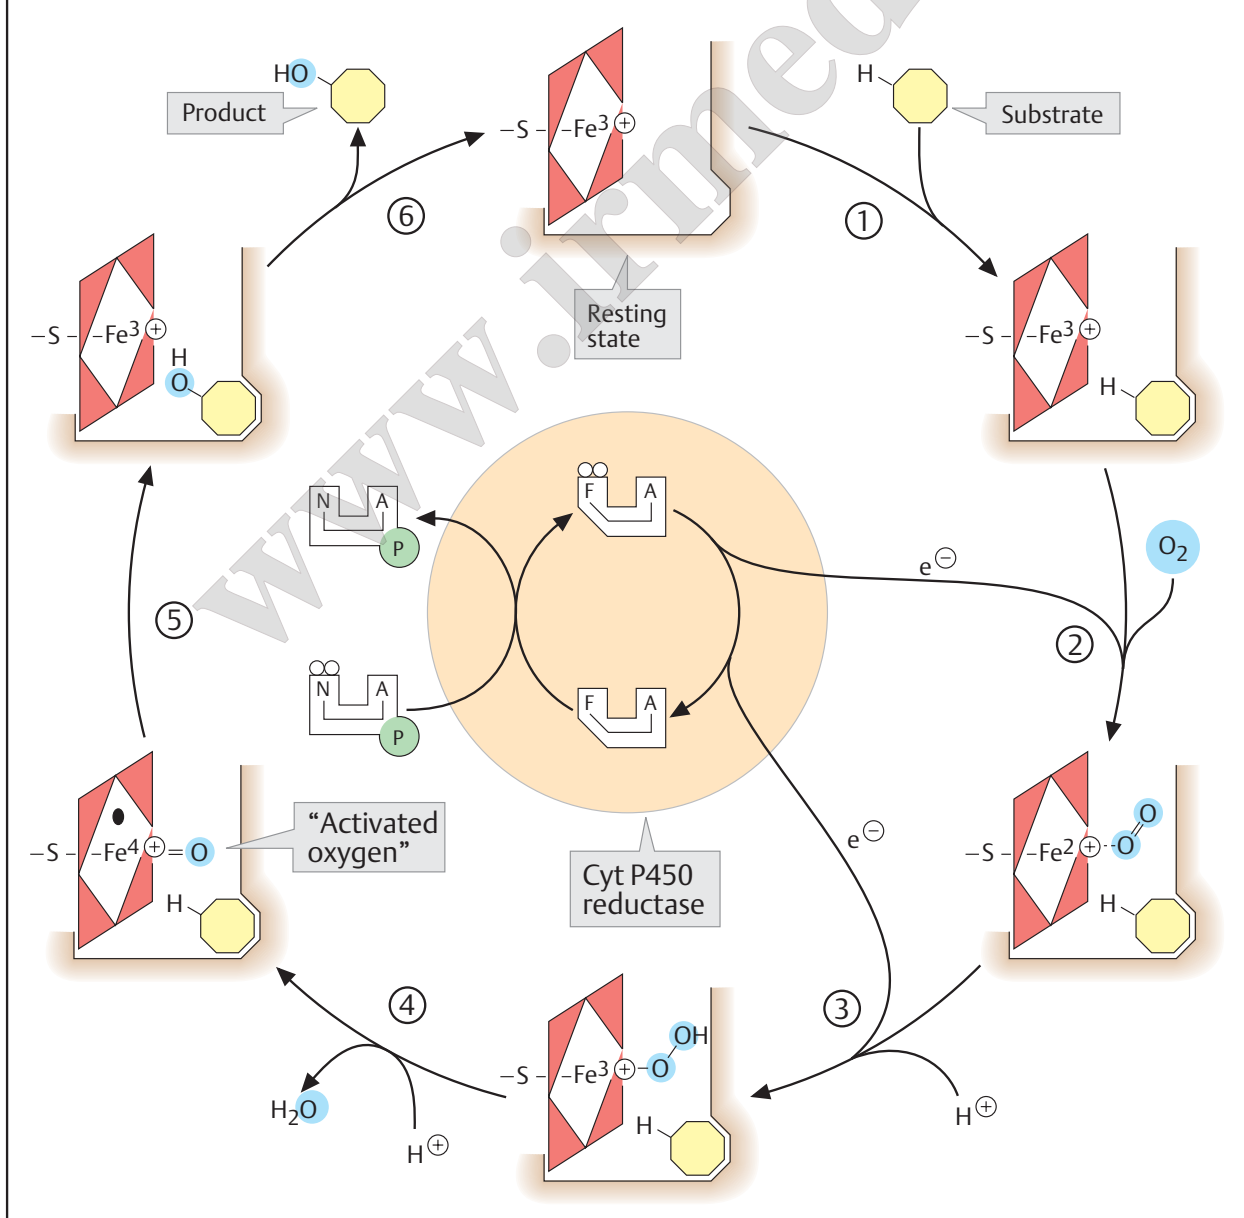 HO
Product
–S – –Fe3 +
H
Substrate
6
1
Resting
state
–S – –Fe3 +
H
O
–S – –Fe3 +
H
www.irmed
N A
P
F A
e–
O2
5
2
N A
P
F A
"Activated
oxygen"
–S – –Fe4 + = O
H
e–
Cyt P450
reductase
–S – –Fe2 + O O
H
4
3
–S – –Fe3 + – O OH
H
H2O
H+
H+